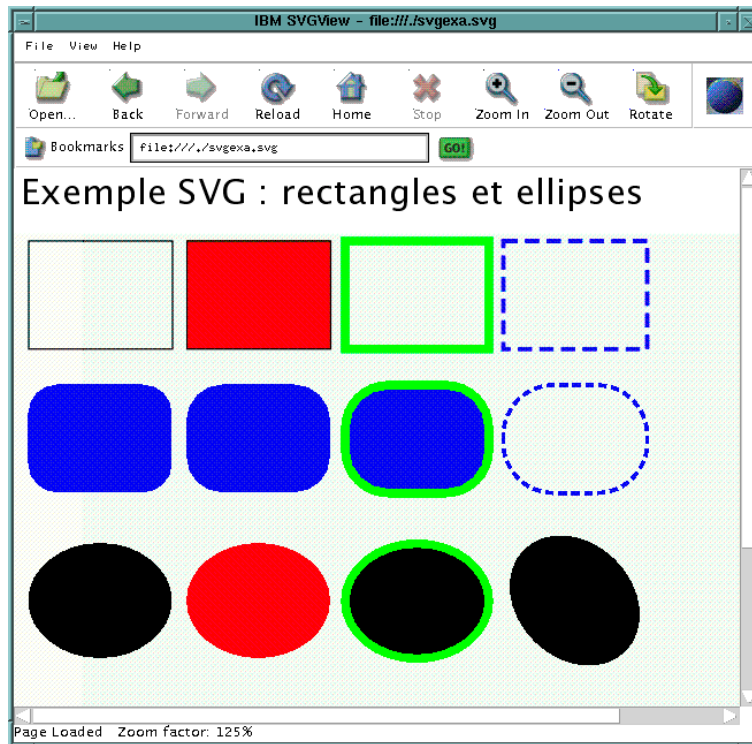 IBM SVGView - file:///./svgexa.svg
File View Help
Open... Back Forward Reload Home Stop Zoom In Zoom Out Rotate
Bookmarks file:///./svgexa.svg GO!
Exemple SVG : rectangles et ellipses
Page Loaded Zoom factor: 125%